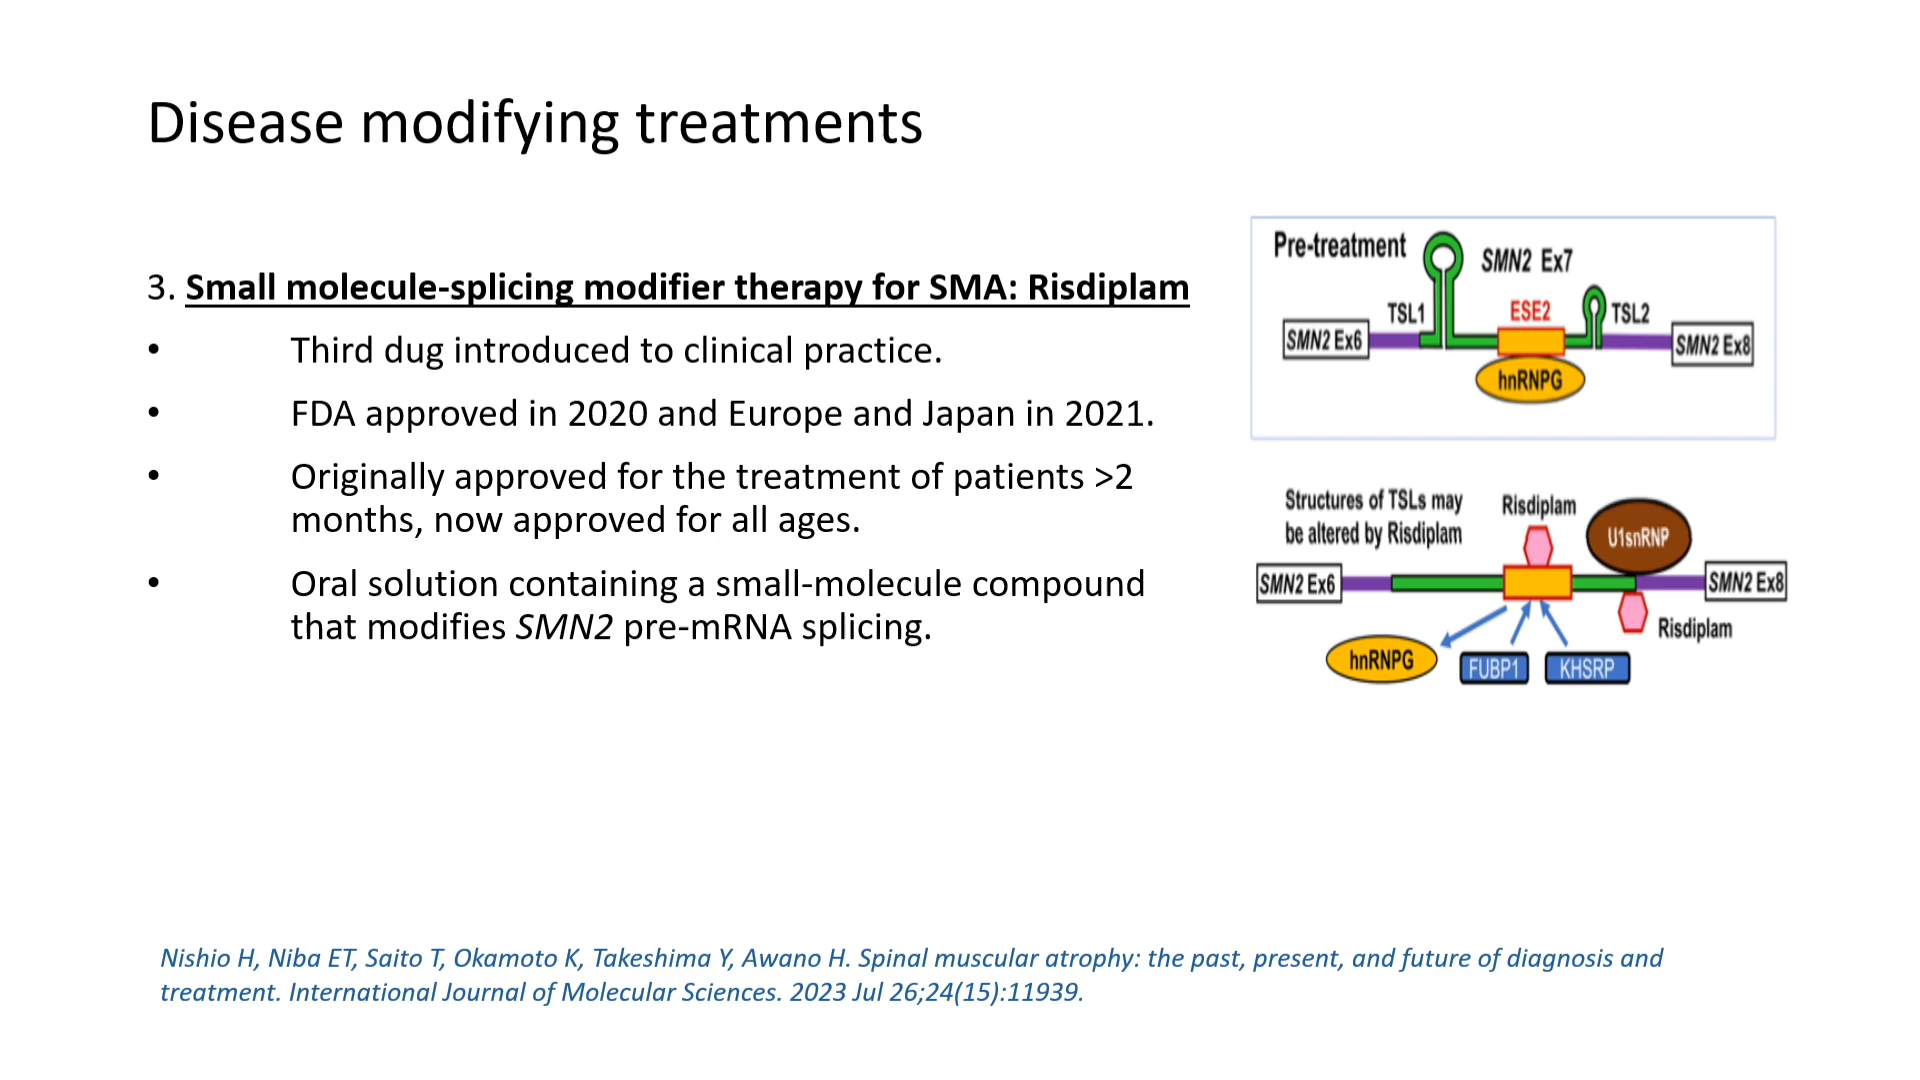 Disease modifying treatments
3. Small molecule-splicing modifier therapy for SMA: Risdiplam
• Third dug introduced to clinical practice.
• FDA approved in 2020 and Europe and Japan in 2021.
• Originally approved for the treatment of patients >2
months, now approved for all ages.
• Oral solution containing a small-molecule compound
that modifies SMN2 pre-mRNA splicing.
Pre-treatment
SMN2 Ex7
TSL1
ESE2
TSL2
SMN2 Ex6
SMN2 Ex8
hnRNPG
Structures of TSLs may
be altered by Risdiplam
Risdiplam
U1snRNP
SMN2 Ex6
SMN2 Ex8
Risdiplam
hnRNPG
FUBP1
KHSRP
Nishio H, Niba ET, Saito T, Okamoto K, Takeshima Y, Awano H. Spinal muscular atrophy: the past, present, and future of diagnosis and
treatment. International Journal of Molecular Sciences. 2023 Jul 26;24(15):11939.